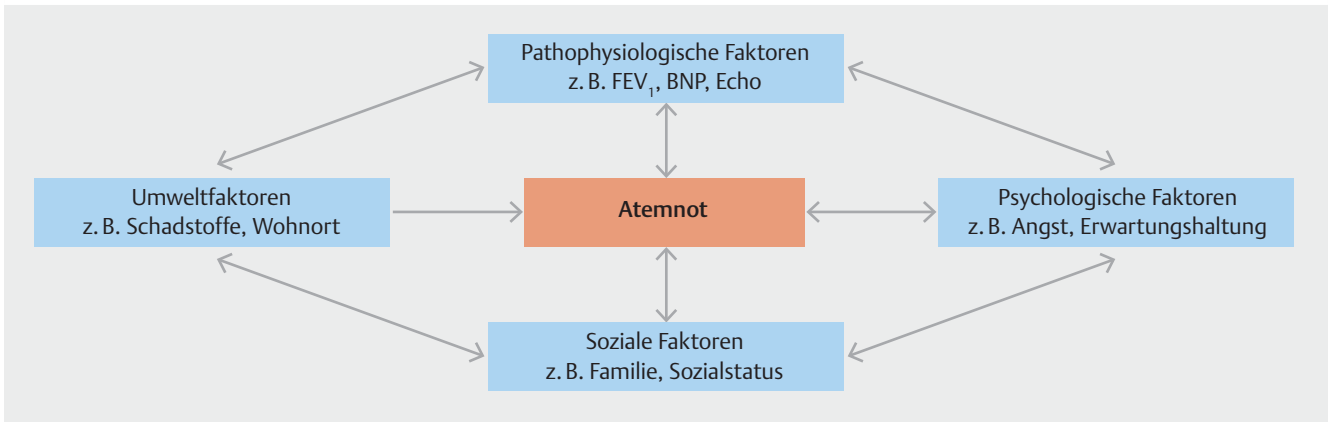 Pathophysiologische Faktoren
z. B. FEV₁, BNP, Echo
Umweltfaktoren
z. B. Schadstoffe, Wohnort
Atemnot
Psychologische Faktoren
z. B. Angst, Erwartungshaltung
Soziale Faktoren
z. B. Familie, Sozialstatus